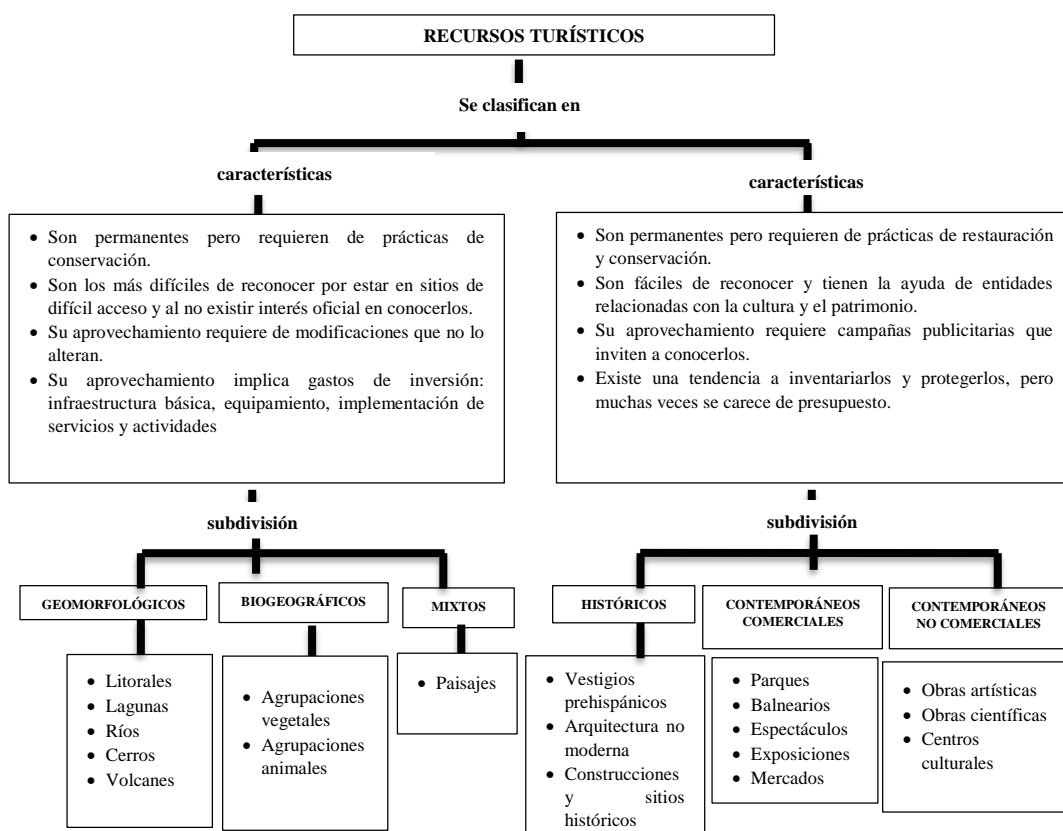 RECURSOS TURÍSTICOS
Se clasifican en
características
• Son permanentes pero requieren de prácticas de
conservación.
• Son los más difíciles de reconocer por estar en sitios de
difícil acceso y al no existir interés oficial en conocerlos.
• Su aprovechamiento requiere de modificaciones que no lo
alteran.
• Su aprovechamiento implica gastos de inversión:
infraestructura básica, equipamiento, implementación de
servicios y actividades
subdivisión
GEOMORFOLÓGICOS
• Litorales
• Lagunas
• Ríos
• Cerros
• Volcanes
BIOGEOGRÁFICOS
• Agrupaciones
vegetales
• Agrupaciones
animales
MIXTOS
• Paisajes
características
• Son permanentes pero requieren de prácticas de restauración
y conservación.
• Son fáciles de reconocer y tienen la ayuda de entidades
relacionadas con la cultura y el patrimonio.
• Su aprovechamiento requiere campañas publicitarias que
inviten a conocerlos.
• Existe una tendencia a inventariarlos y protegerlos, pero
muchas veces se carece de presupuesto.
subdivisión
HISTÓRICOS
• Vestigios
prehispánicos
• Arquitectura no
moderna
• Construcciones
y sitios
históricos
CONTEMPORÁNEOS
COMERCIALES
• Parques
• Balnearios
• Espectáculos
• Exposiciones
• Mercados
CONTEMPORÁNEOS
NO COMERCIALES
• Obras artísticas
• Obras científicas
• Centros
culturales